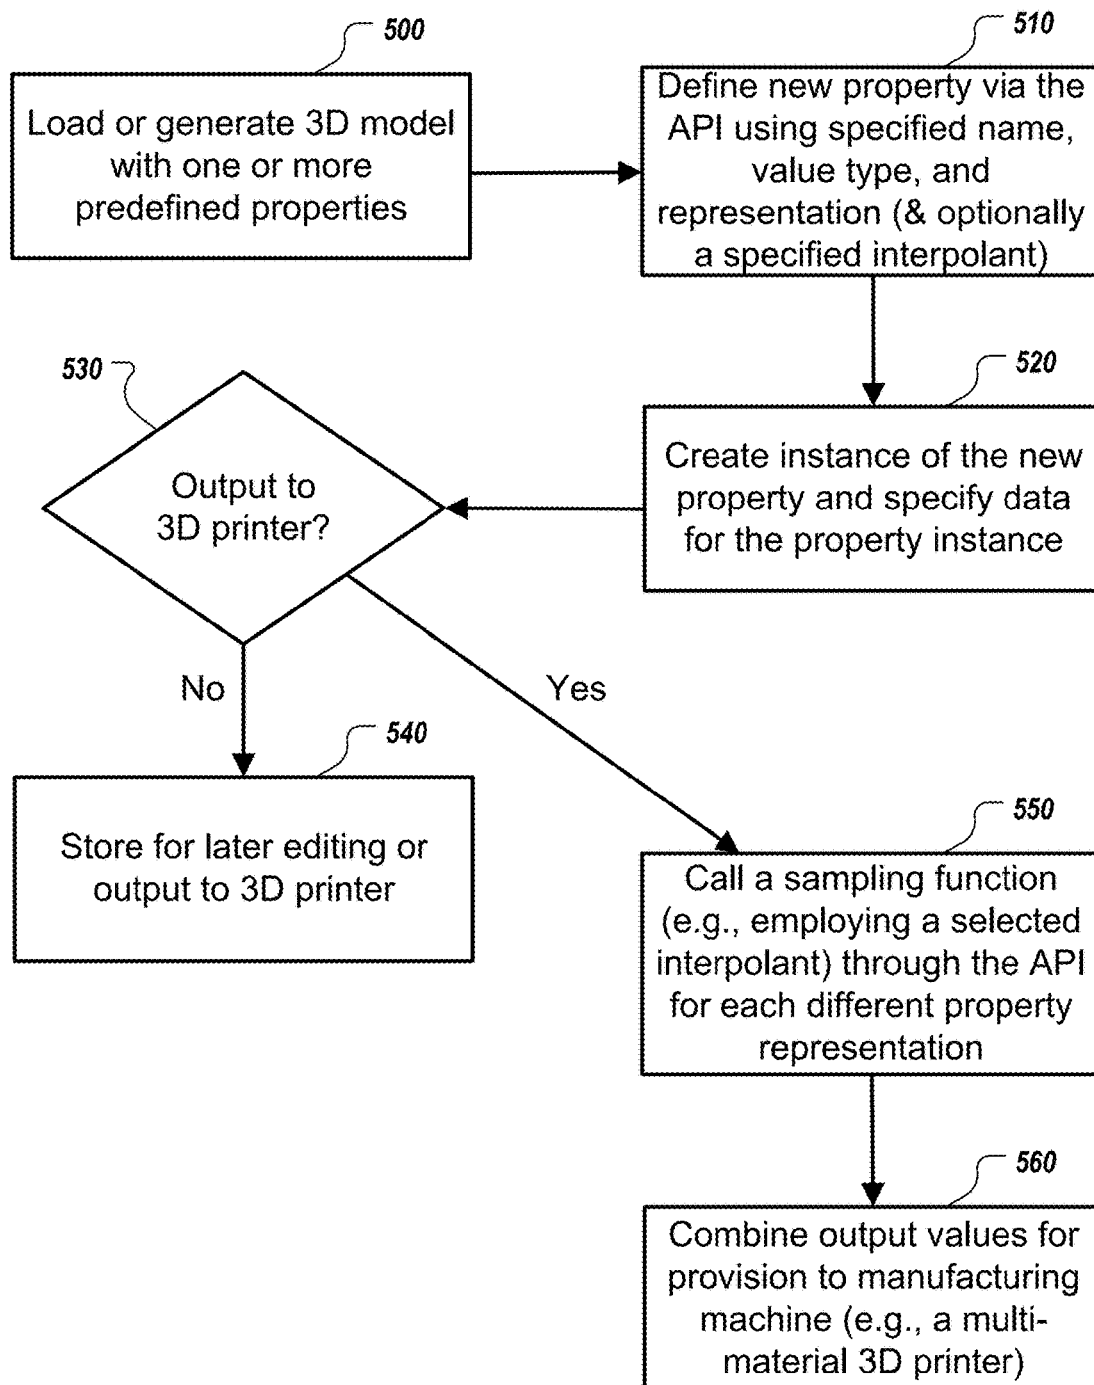 500
Load or generate 3D model
with one or more
predefined properties
510
Define new property via the
API using specified name,
value type, and
representation (& optionally
a specified interpolant)
520
Create instance of the new
property and specify data
for the property instance
530
Output to
3D printer?
No
Yes
540
Store for later editing or
output to 3D printer
550
Call a sampling function
(e.g., employing a selected
interpolant) through the API
for each different property
representation
560
Combine output values for
provision to manufacturing
machine (e.g., a multi-
material 3D printer)